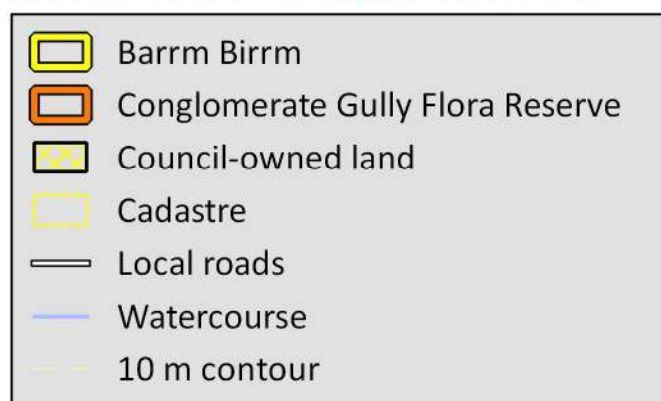 Barrm Birrm
Conglomerate Gully Flora Reserve
Council-owned land
Cadastre
Local roads
Watercourse
10 m contour